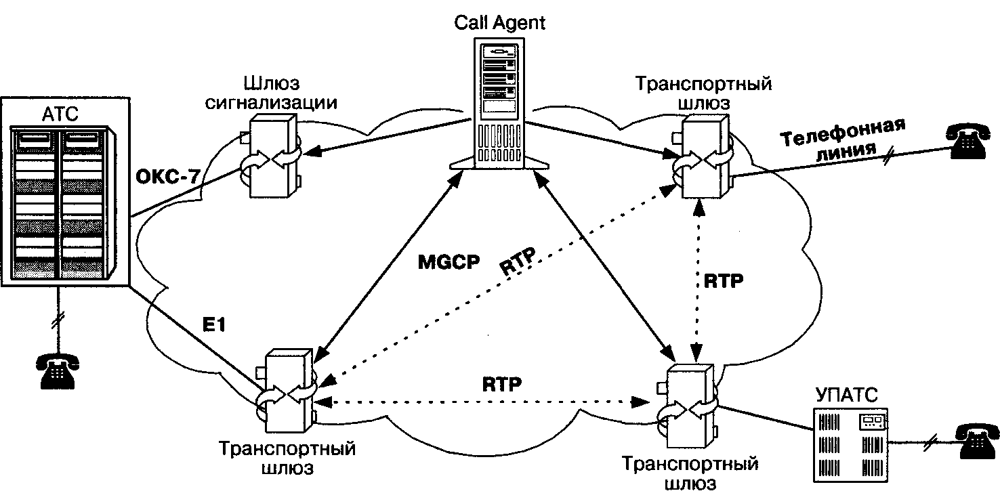 Call Agent
Шлюз
сигнализации
Транспортный
шлюз
АТС
Телефонная
линия
ОКС-7
MGCP
RTP
RTP
E1
RTP
УПАТС
Транспортный
шлюз
Транспортный
шлюз